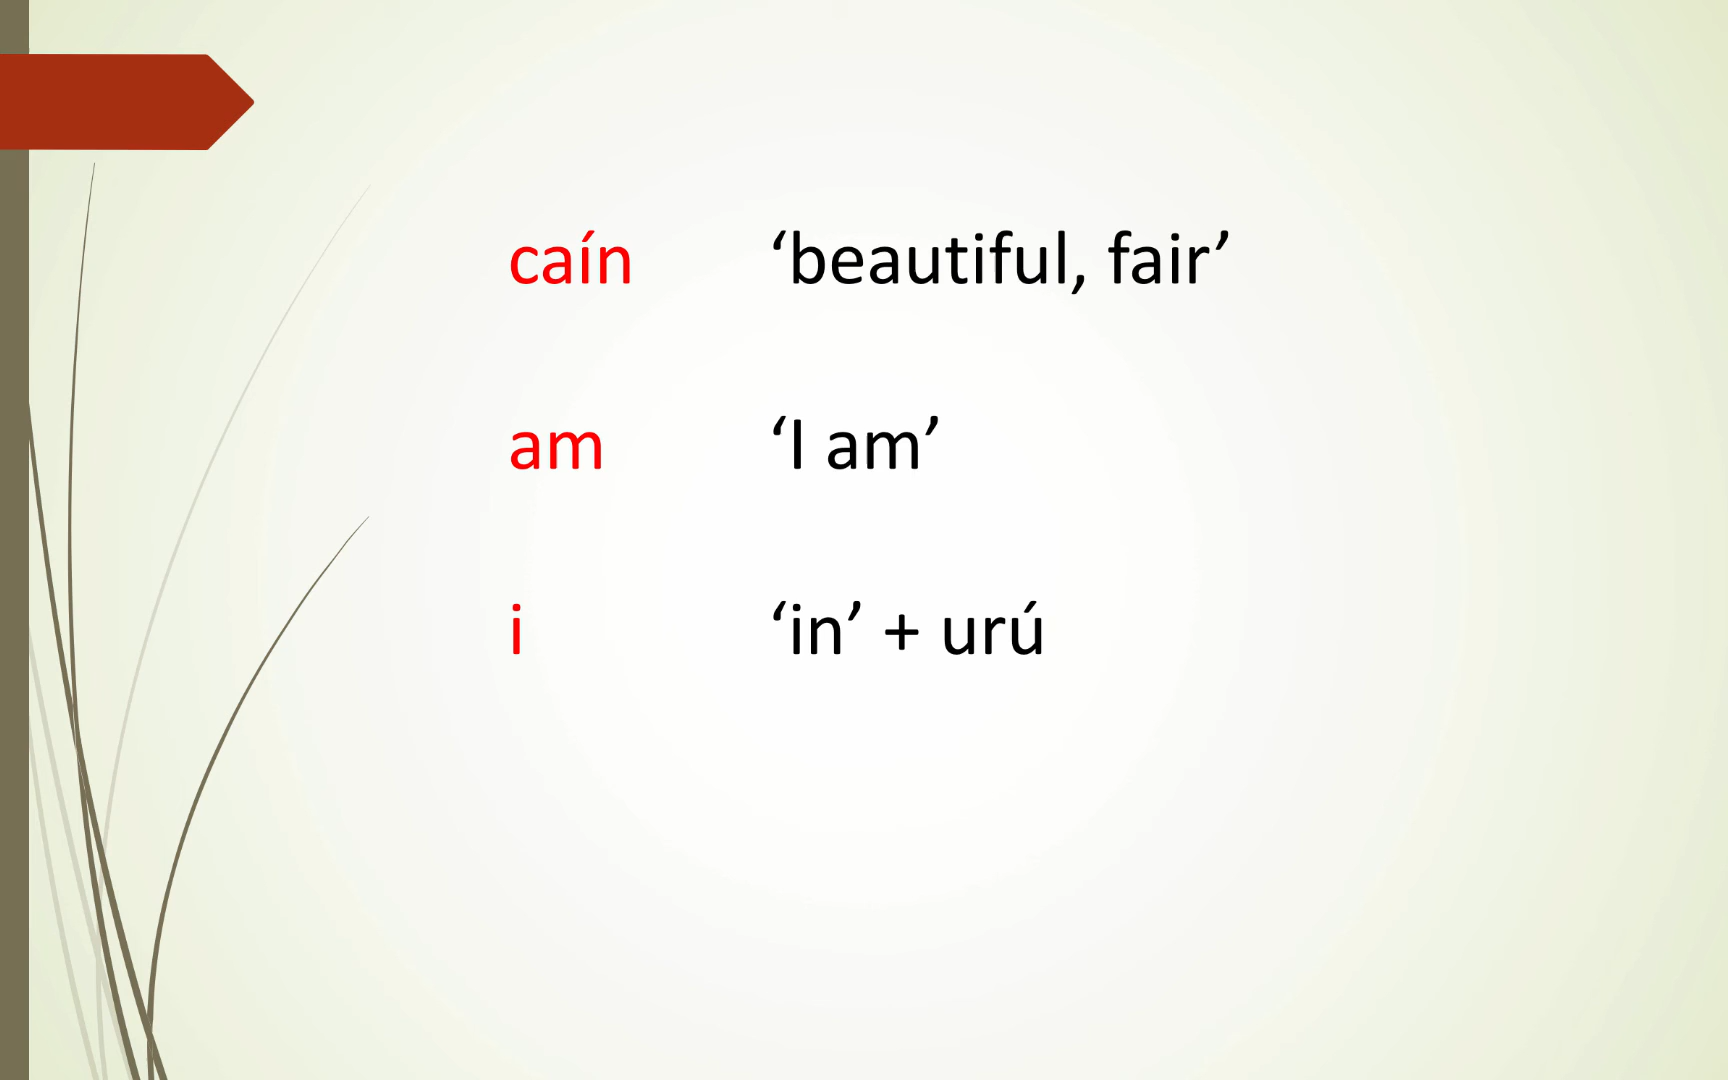 caín ‘beautiful, fair’
am ‘I am’
i ‘in’ + urú